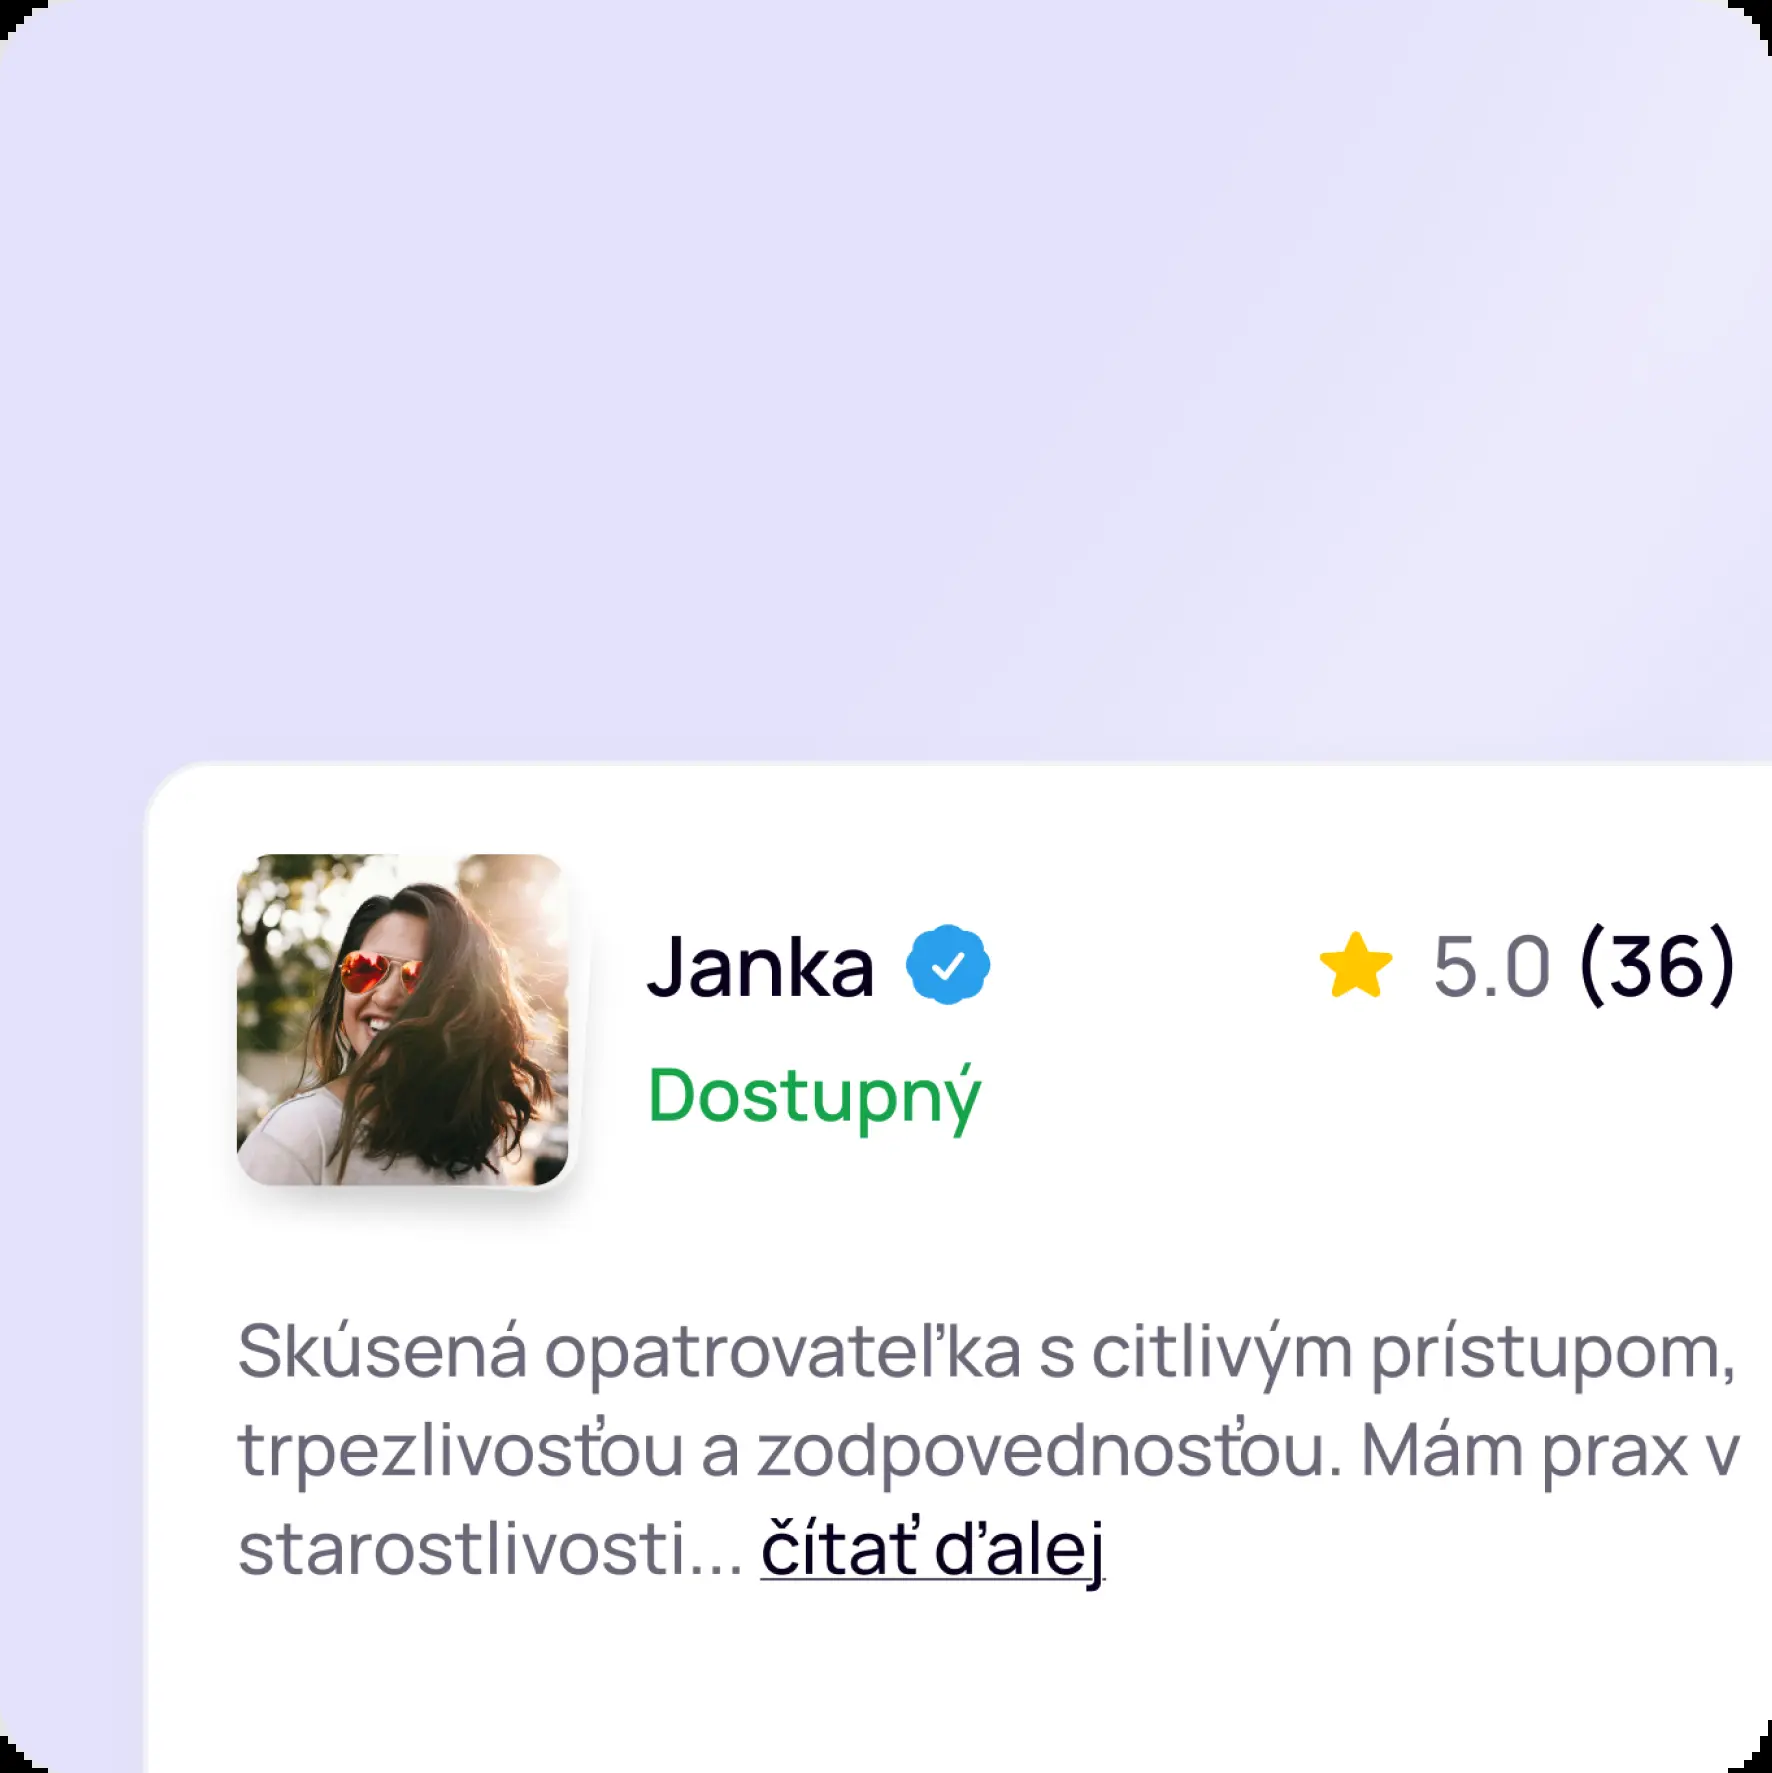 Janka
5.0 (36)
Dostupný
Skúsená opatrovateľka s citlivým prístupom,
trpezlivosťou a zodpovednosťou. Mám prax v
starostlivosti... čítať ďalej